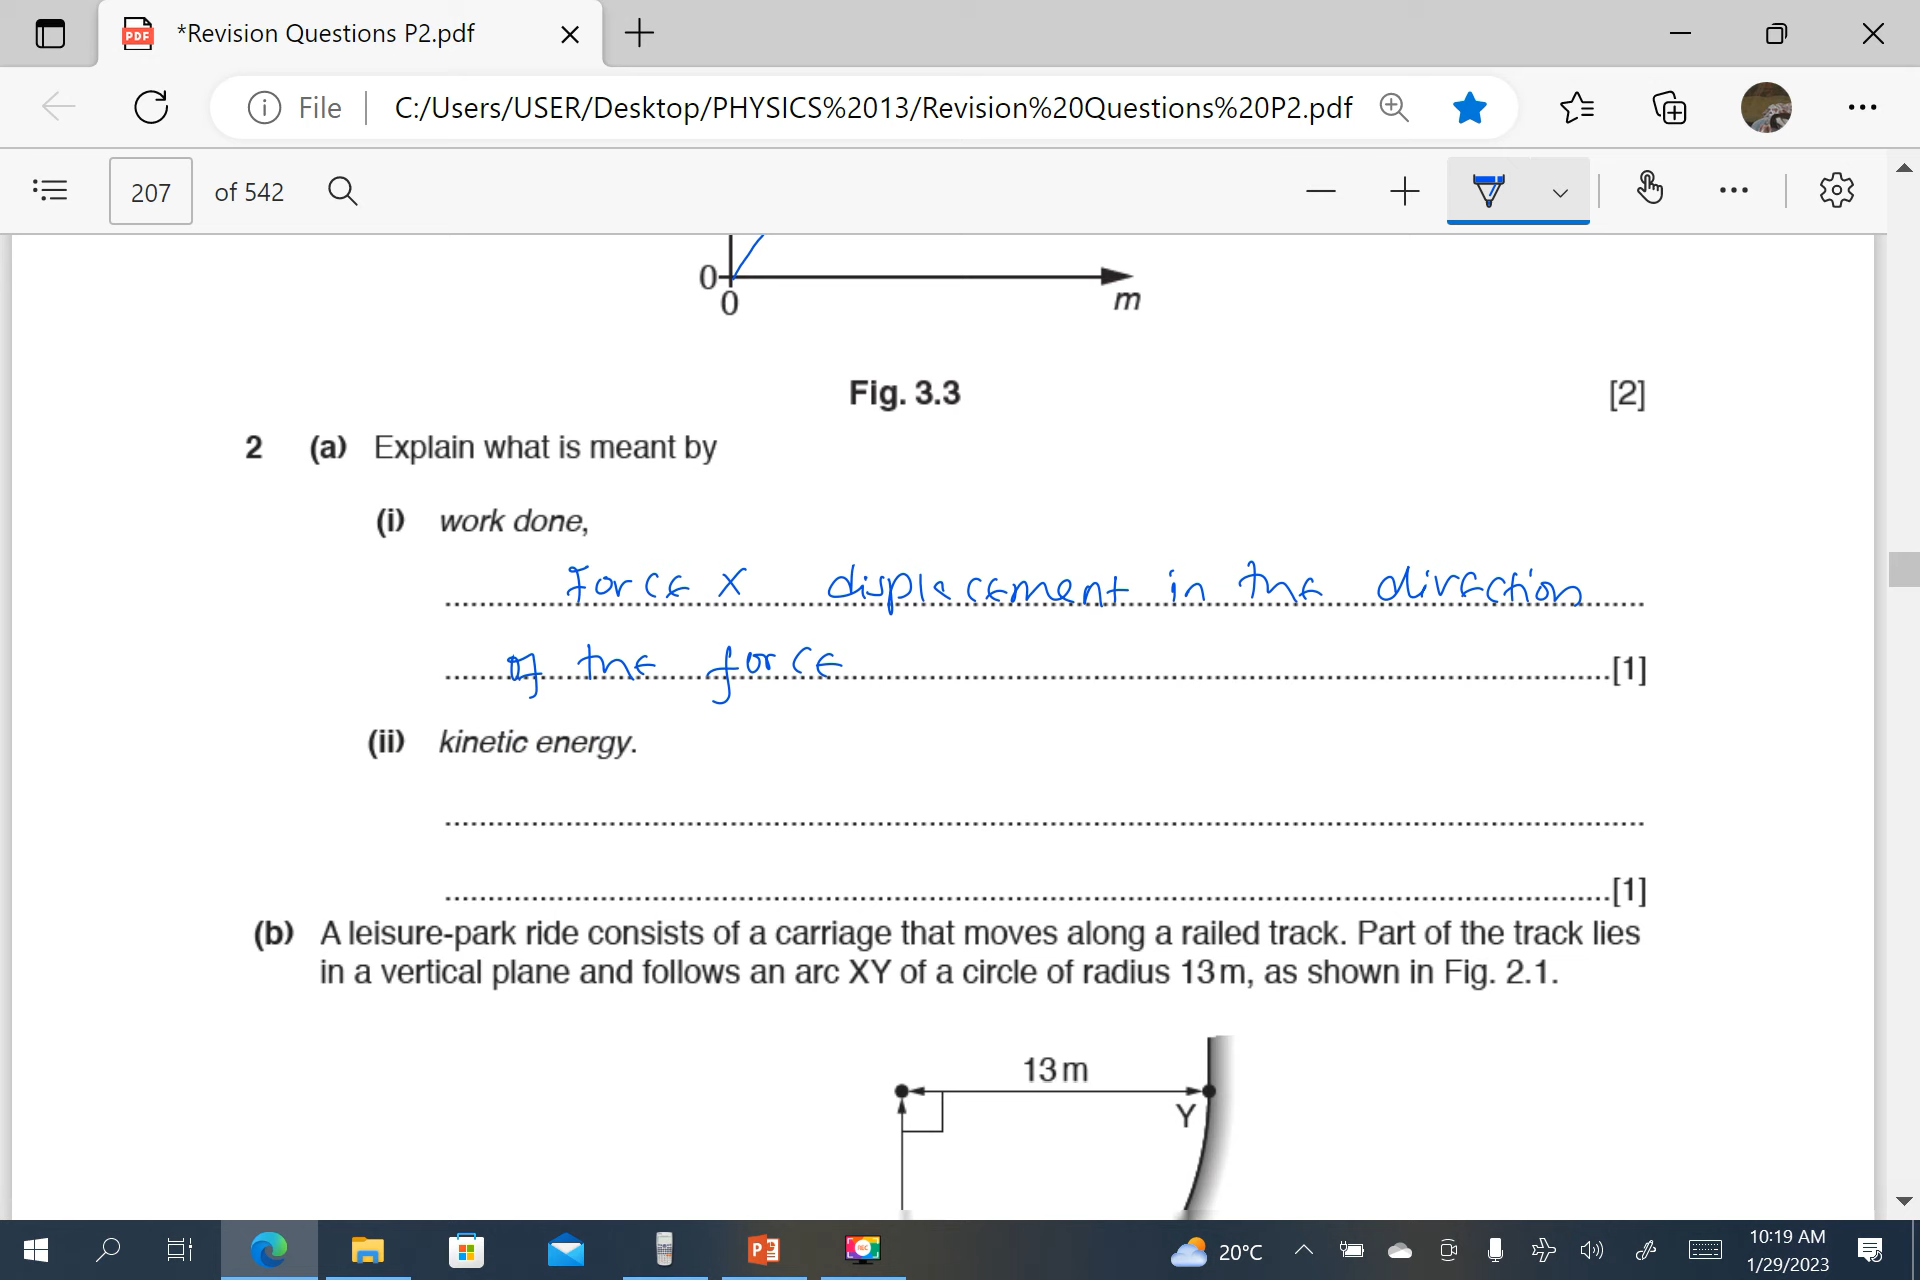 *Revision Questions P2.pdf
File C:/Users/USER/Desktop/PHYSICS%2013/Revision%20Questions%20P2.pdf
207 of 542
0
0
m
Fig. 3.3 [2]
2 (a) Explain what is meant by
(i) work done,
Force X displacement in the direction
of the force [1]
(ii) kinetic energy.
[1]
(b) A leisure-park ride consists of a carriage that moves along a railed track. Part of the track lies
in a vertical plane and follows an arc XY of a circle of radius 13 m, as shown in Fig. 2.1.
13 m
Y
20°C
10:19 AM
1/29/2023